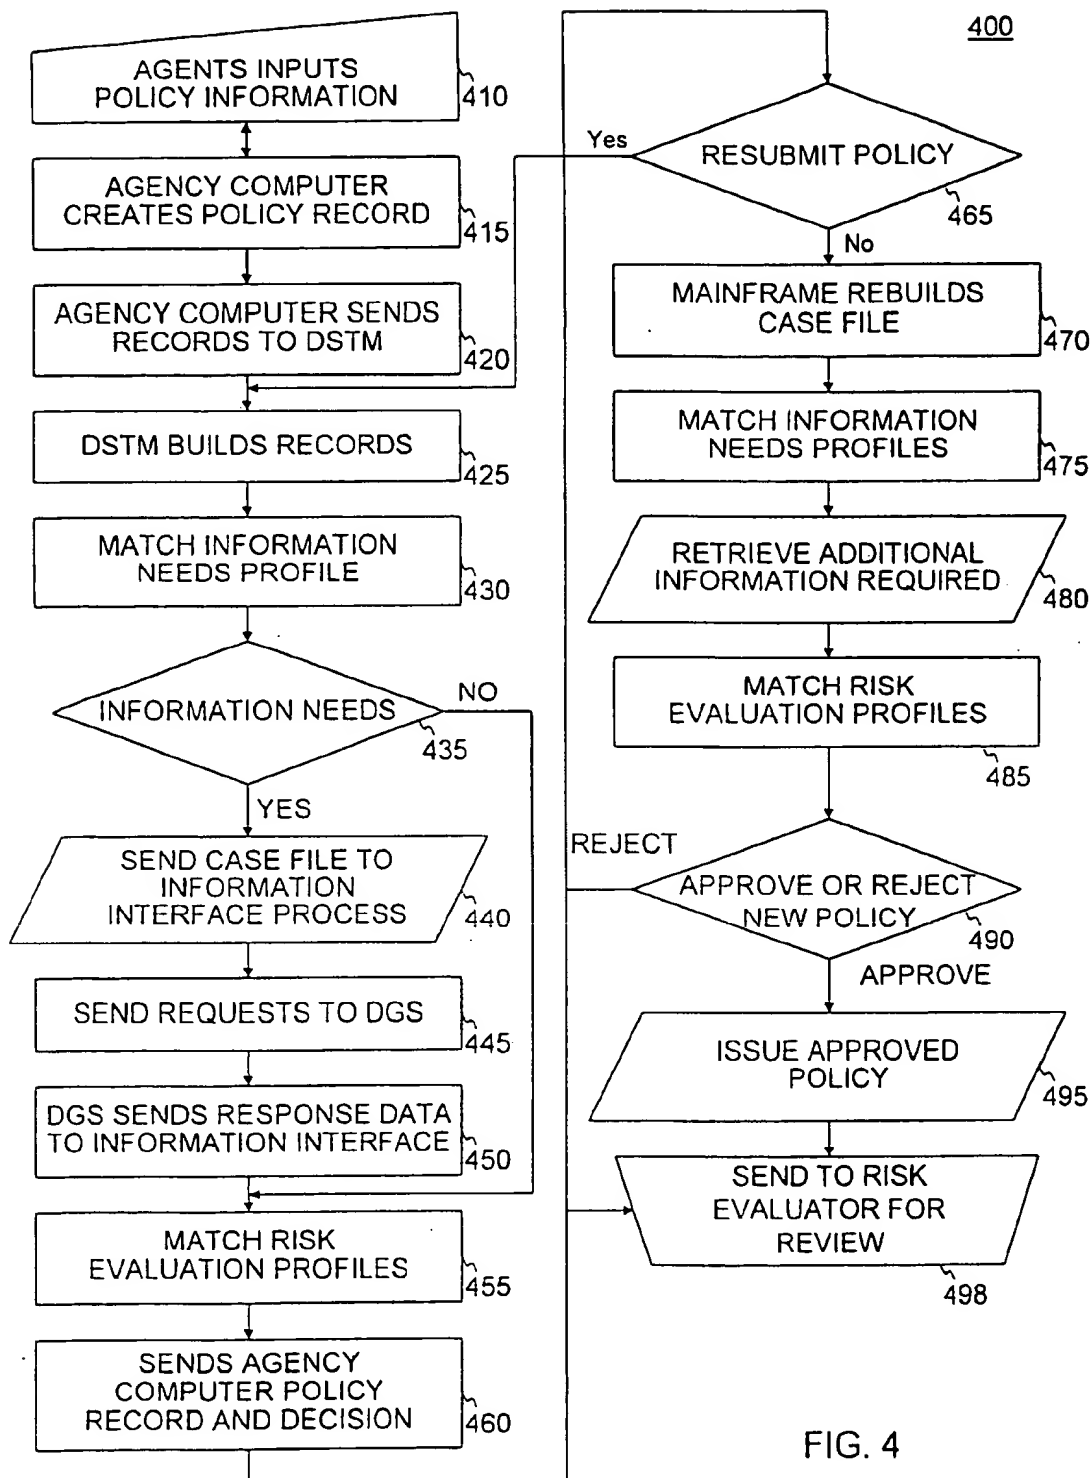 400
AGENTS INPUTS
POLICY INFORMATION
410
AGENCY COMPUTER
CREATES POLICY RECORD
415
AGENCY COMPUTER SENDS
RECORDS TO DSTM
420
DSTM BUILDS RECORDS
425
MATCH INFORMATION
NEEDS PROFILE
430
INFORMATION NEEDS
435
NO
YES
SEND CASE FILE TO
INFORMATION
INTERFACE PROCESS
440
SEND REQUESTS TO DGS
445
DGS SENDS RESPONSE DATA
TO INFORMATION INTERFACE
450
MATCH RISK
EVALUATION PROFILES
455
SENDS AGENCY
COMPUTER POLICY
RECORD AND DECISION
460
Yes
RESUBMIT POLICY
465
No
MAINFRAME REBUILDS
CASE FILE
470
MATCH INFORMATION
NEEDS PROFILES
475
RETRIEVE ADDITIONAL
INFORMATION REQUIRED
480
MATCH RISK
EVALUATION PROFILES
485
REJECT
APPROVE OR REJECT
NEW POLICY
490
APPROVE
ISSUE APPROVED
POLICY
495
SEND TO RISK
EVALUATOR FOR
REVIEW
498
FIG. 4